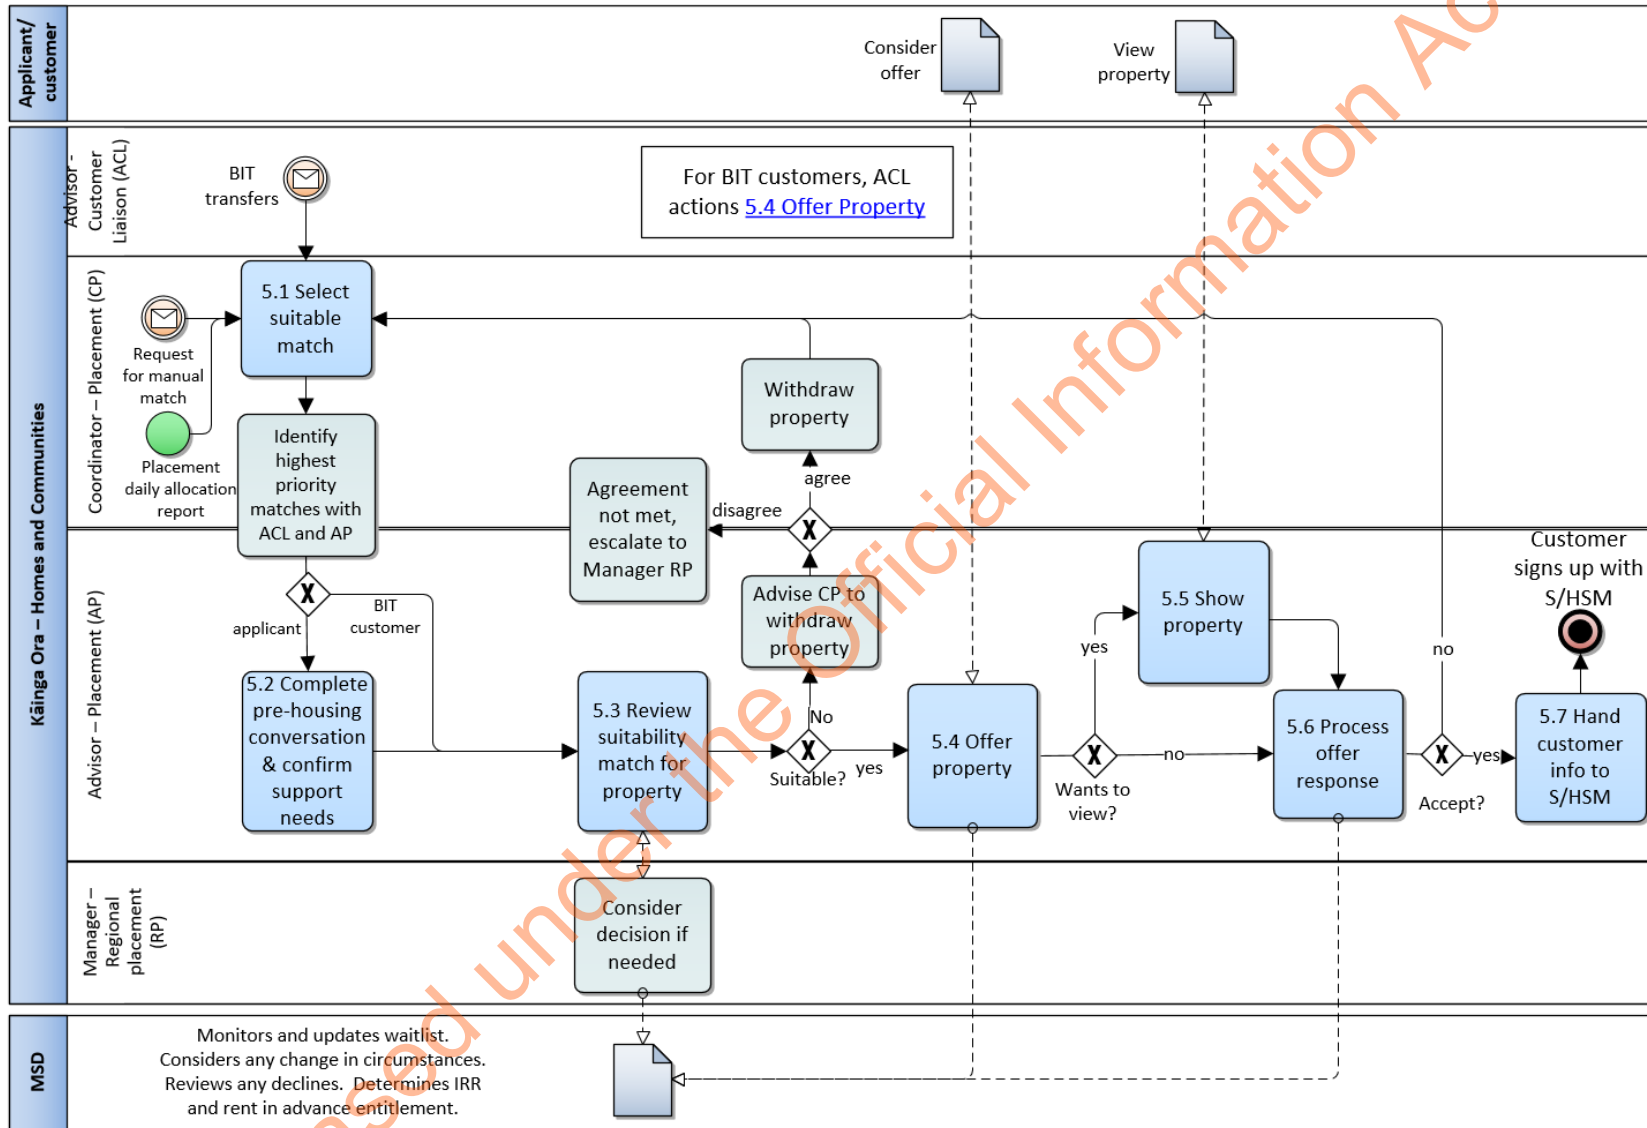 Applicant/
customer
Consider
offer
View
property
Kāinga Ora – Homes and Communities
Advisor -
Customer
Liaison (ACL)
BIT
transfers
For BIT customers, ACL
actions 5.4 Offer Property
Coordinator – Placement (CP)
Request
for manual
match
Placement
daily allocation
report
5.1 Select
suitable
match
Identify
highest
priority
matches with
ACL and AP
Withdraw
property
agree
disagree
X
Agreement
not met,
escalate to
Manager RP
Advisor – Placement (AP)
X
applicant
BIT
customer
5.2 Complete
pre-housing
conversation
& confirm
support
needs
5.3 Review
suitability
match for
property
Advise CP to
withdraw
property
No
X
Suitable?
yes
5.4 Offer
property
X
Wants to
view?
yes
no
5.5 Show
property
5.6 Process
offer
response
X
Accept?
no
yes
5.7 Hand
customer
info to
S/HSM
Customer
signs up with
S/HSM
Manager –
Regional
placement
(RP)
Consider
decision if
needed
MSD
Monitors and updates waitlist.
Considers any change in circumstances.
Reviews any declines. Determines IRR
and rent in advance entitlement.
ased under the Official Information Ac